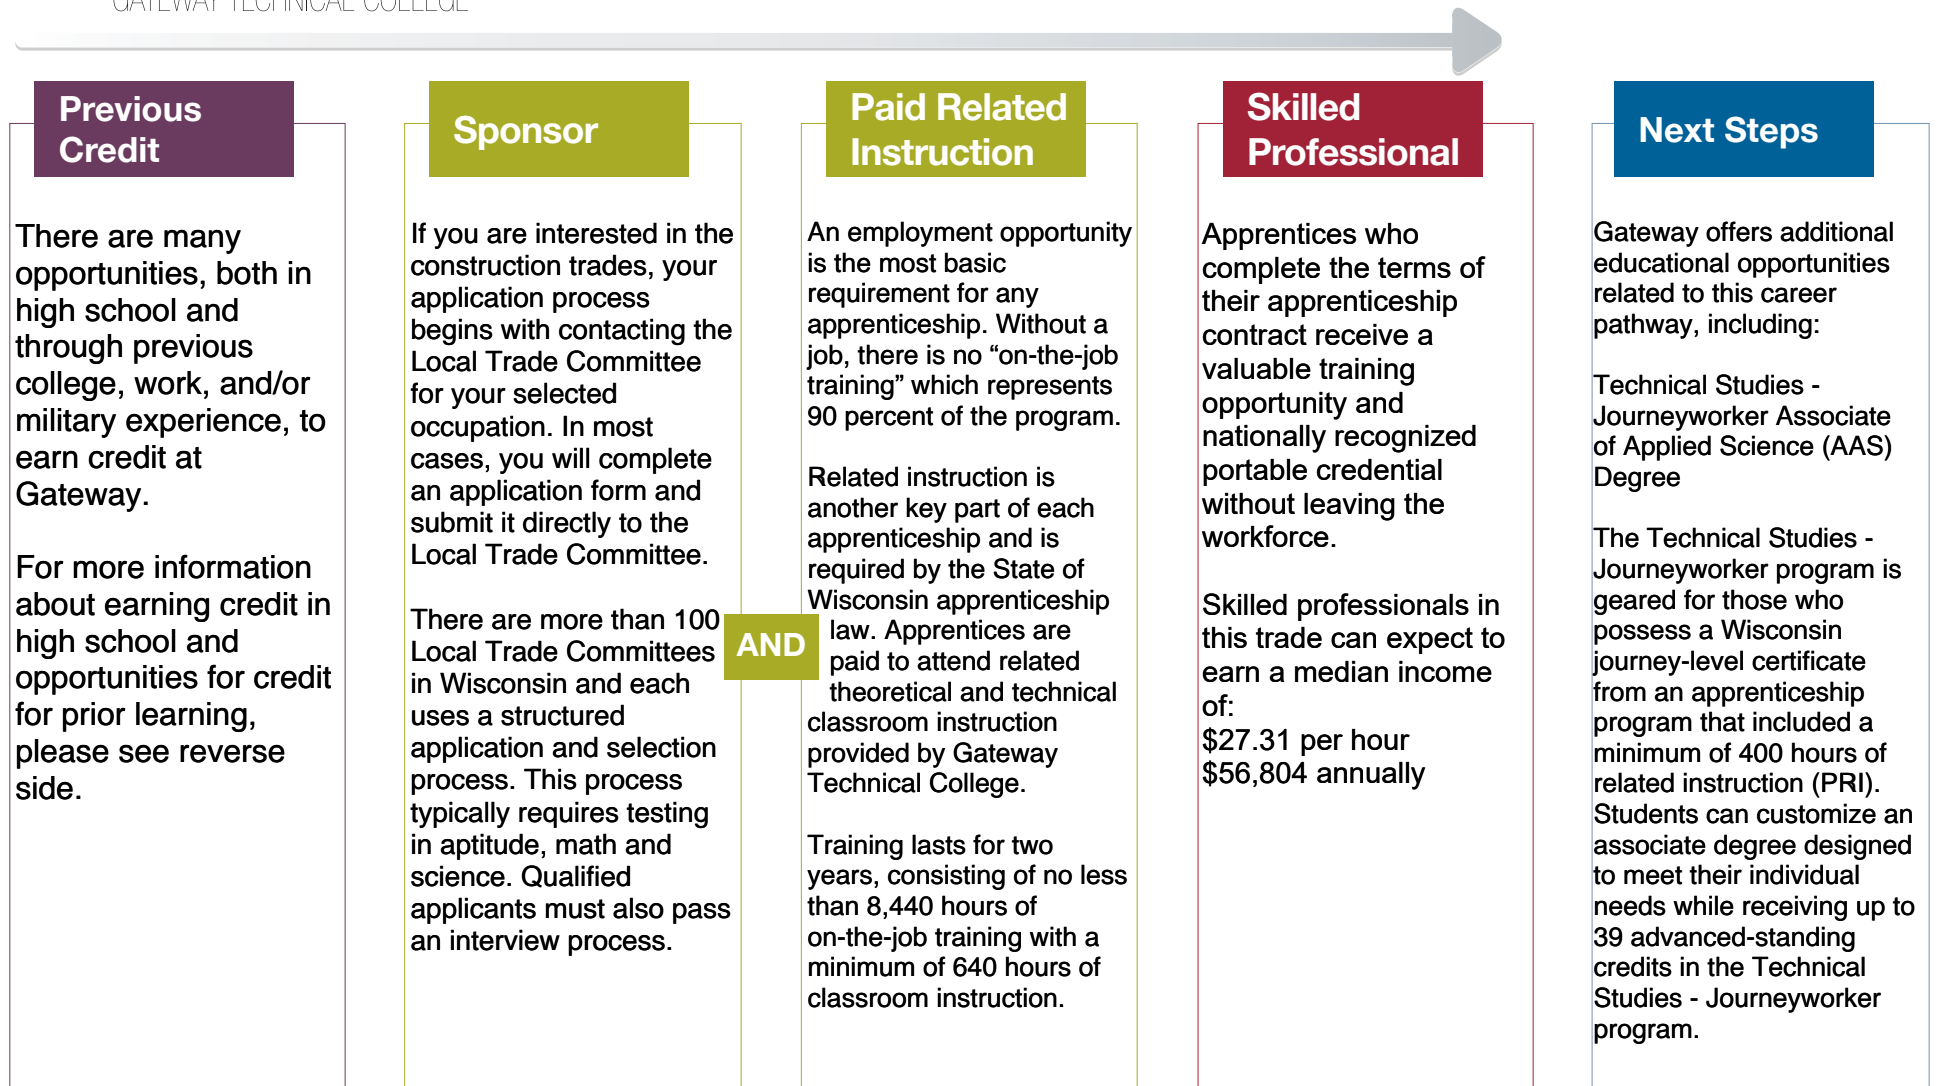 GATEWAY TECHNICAL COLLEGE
Previous
Credit
There are many
opportunities, both in
high school and
through previous
college, work, and/or
military experience, to
earn credit at
Gateway.
For more information
about earning credit in
high school and
opportunities for credit
for prior learning,
please see reverse
side.
Sponsor
If you are interested in the
construction trades, your
application process
begins with contacting the
Local Trade Committee
for your selected
occupation. In most
cases, you will complete
an application form and
submit it directly to the
Local Trade Committee.
There are more than 100
Local Trade Committees
in Wisconsin and each
uses a structured
application and selection
process. This process
typically requires testing
in aptitude, math and
science. Qualified
applicants must also pass
an interview process.
AND
Paid Related
Instruction
An employment opportunity
is the most basic
requirement for any
apprenticeship. Without a
job, there is no “on-the-job
training” which represents
90 percent of the program.
Related instruction is
another key part of each
apprenticeship and is
required by the State of
Wisconsin apprenticeship
law. Apprentices are
paid to attend related
theoretical and technical
classroom instruction
provided by Gateway
Technical College.
Training lasts for two
years, consisting of no less
than 8,440 hours of
on-the-job training with a
minimum of 640 hours of
classroom instruction.
Skilled
Professional
Apprentices who
complete the terms of
their apprenticeship
contract receive a
valuable training
opportunity and
nationally recognized
portable credential
without leaving the
workforce.
Skilled professionals in
this trade can expect to
earn a median income
of:
$27.31 per hour
$56,804 annually
Next Steps
Gateway offers additional
educational opportunities
related to this career
pathway, including:
Technical Studies -
Journeyworker Associate
of Applied Science (AAS)
Degree
The Technical Studies -
Journeyworker program is
geared for those who
possess a Wisconsin
journey-level certificate
from an apprenticeship
program that included a
minimum of 400 hours of
related instruction (PRI).
Students can customize an
associate degree designed
to meet their individual
needs while receiving up to
39 advanced-standing
credits in the Technical
Studies - Journeyworker
program.